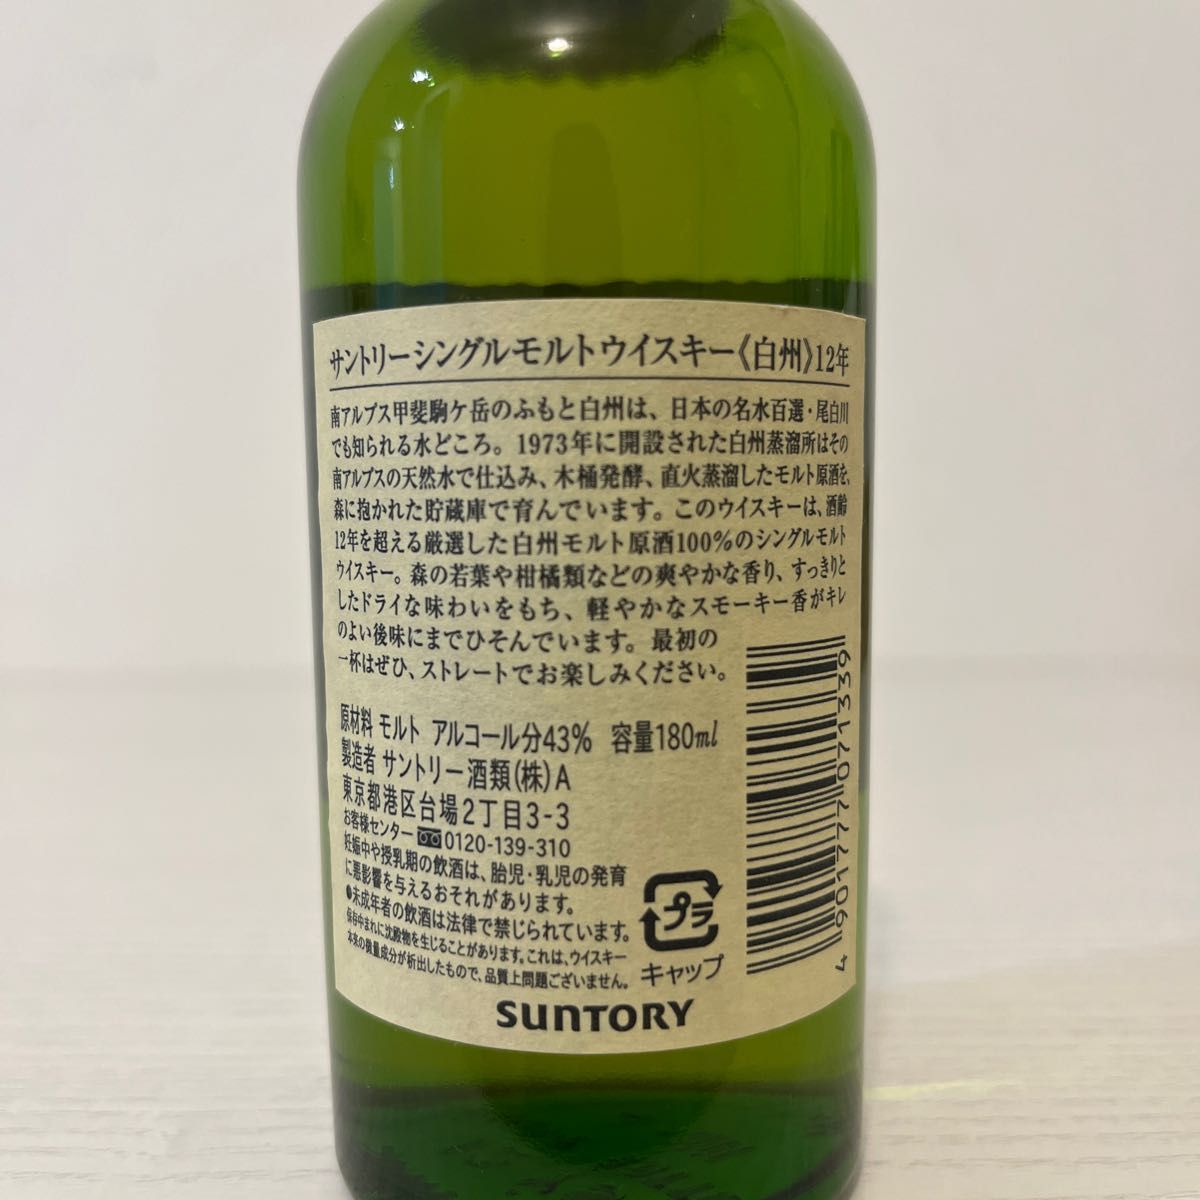 サントリーシングルモルトウイスキー《白州》12年
南アルプス甲斐駒ケ岳のふもと白州は、日本の名水百選・尾白川
でも知られる水どころ。1973年に開設された白州蒸溜所はその
南アルプスの天然水で仕込み、木桶発酵、直火蒸溜したモルト原酒を、
森に抱かれた貯蔵庫で育んでいます。このウイスキーは、酒齢
12年を超える厳選した白州モルト原酒100%のシングルモルト
ウイスキー。森の若葉や柑橘類などの爽やかな香り、すっきりと
したドライな味わいをもち、軽やかなスモーキー香がキレ
のよい後味にまでひそんでいます。最初の
一杯はぜひ、ストレートでお楽しみください。
原材料 モルト アルコール分43% 容量180ml
製造者 サントリー酒類(株)A
東京都港区台場2丁目3-3
お客様センター 0120-139-310
妊娠中や授乳期の飲酒は、胎児・乳児の発育
に悪影響を与えるおそれがあります。
●未成年者の飲酒は法律で禁じられています。
保存中まれに沈殿物を生じることがあります。これは、ウイスキー
本来の微量成分が析出したもので、品質上問題ございません。
プラ
キャップ
4 901777 071339
SUNTORY